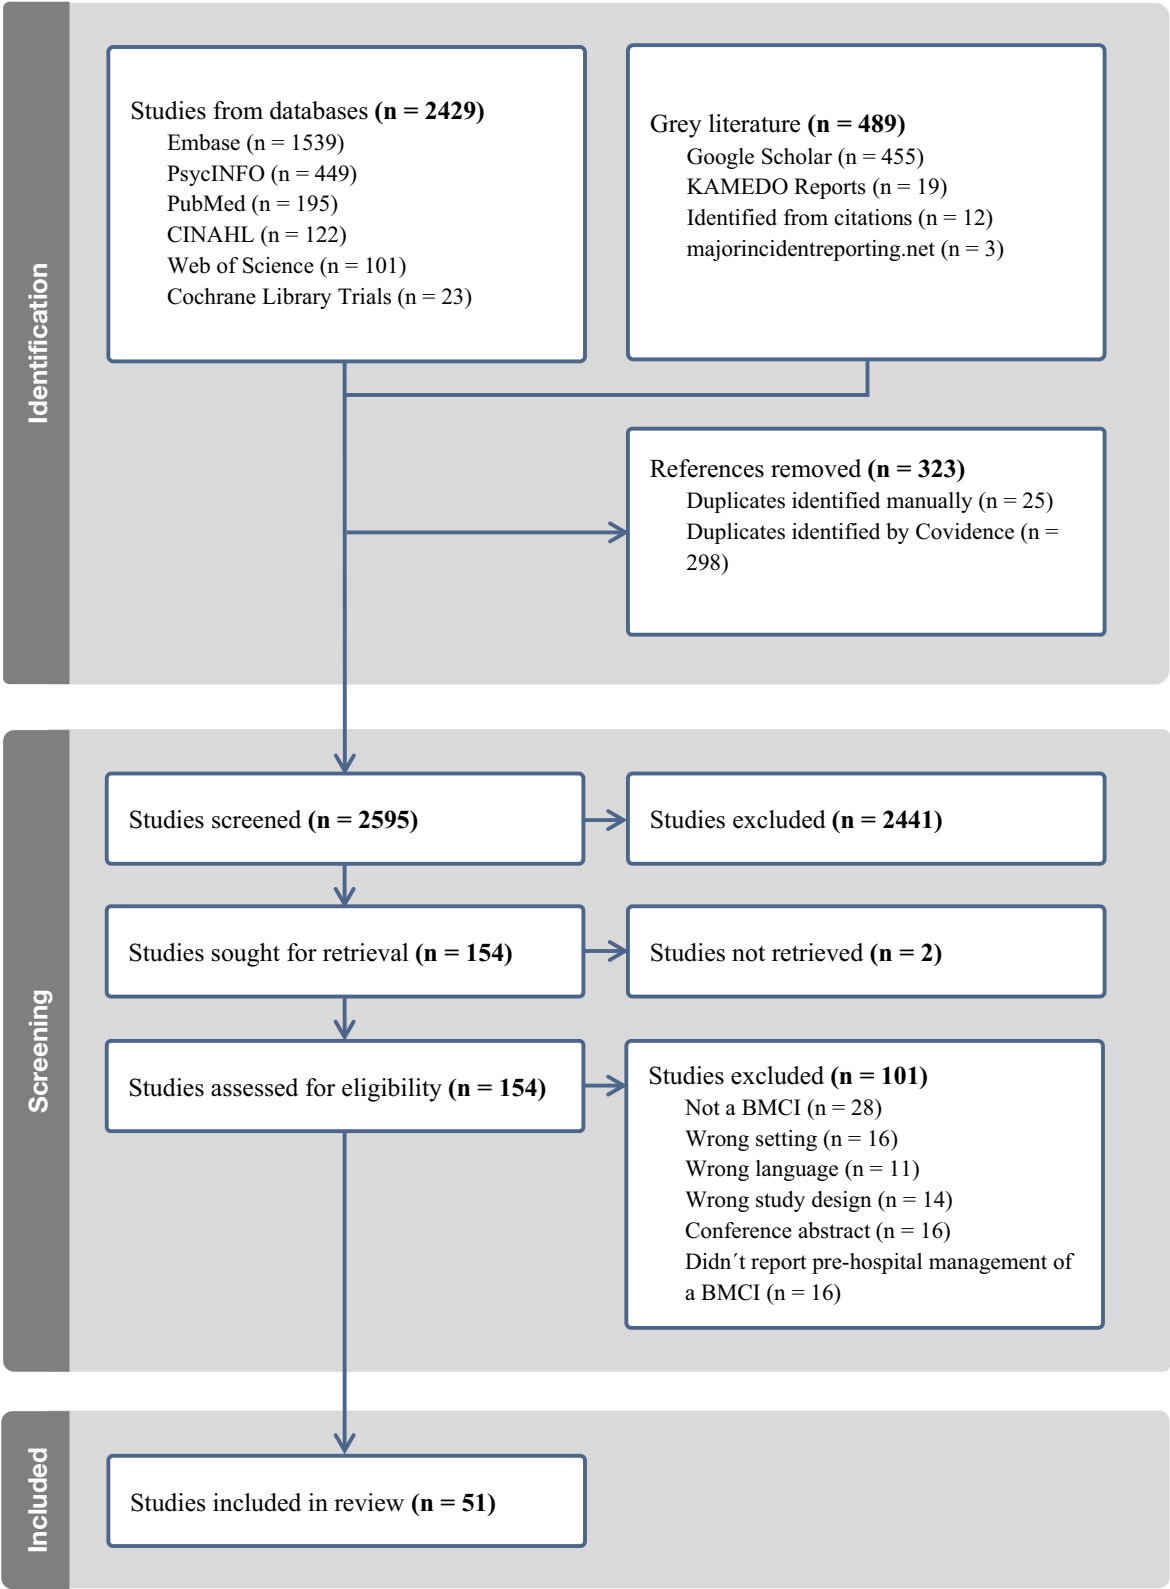 Identification
Studies from databases (n = 2429)
Embase (n = 1539)
PsycINFO (n = 449)
PubMed (n = 195)
CINAHL (n = 122)
Web of Science (n = 101)
Cochrane Library Trials (n = 23)
Grey literature (n = 489)
Google Scholar (n = 455)
KAMEDO Reports (n = 19)
Identified from citations (n = 12)
majorincidentreporting.net (n = 3)
References removed (n = 323)
Duplicates identified manually (n = 25)
Duplicates identified by Covidence (n =
298)
Screening
Studies screened (n = 2595)
Studies excluded (n = 2441)
Studies sought for retrieval (n = 154)
Studies not retrieved (n = 2)
Studies assessed for eligibility (n = 154)
Studies excluded (n = 101)
Not a BMCI (n = 28)
Wrong setting (n = 16)
Wrong language (n = 11)
Wrong study design (n = 14)
Conference abstract (n = 16)
Didn´t report pre-hospital management of
a BMCI (n = 16)
Included
Studies included in review (n = 51)